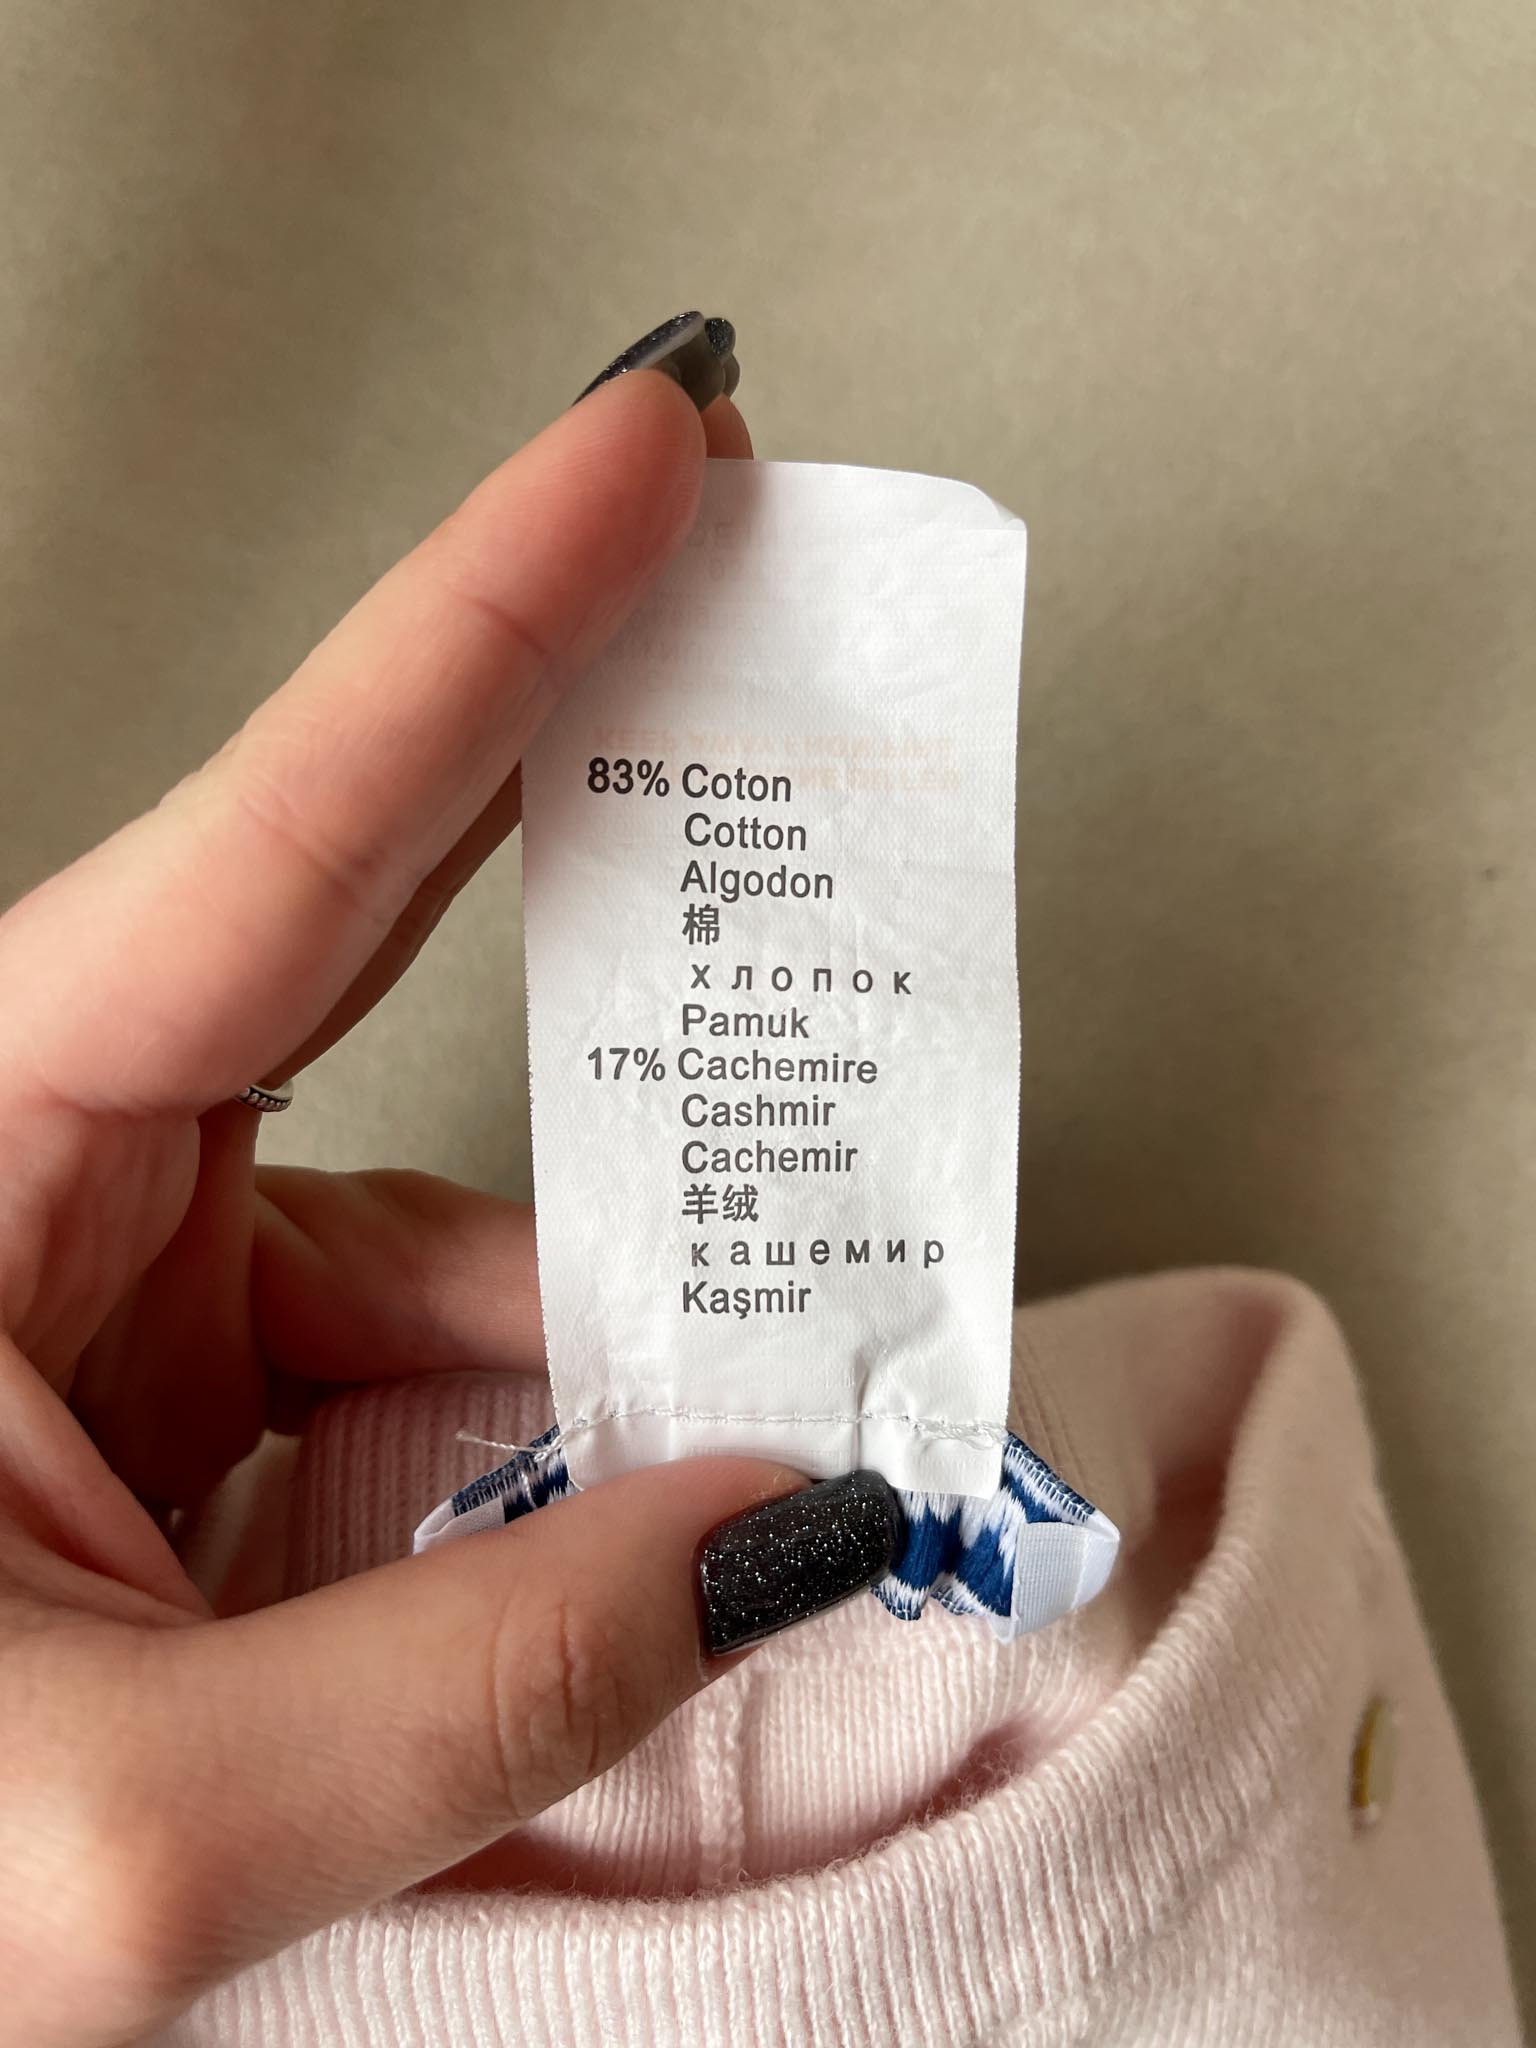 83% Coton
Cotton
Algodon
棉
хлопок
Pamuk
17% Cachemire
Cashmir
Cachemir
羊绒
кашемир
Kaşmir